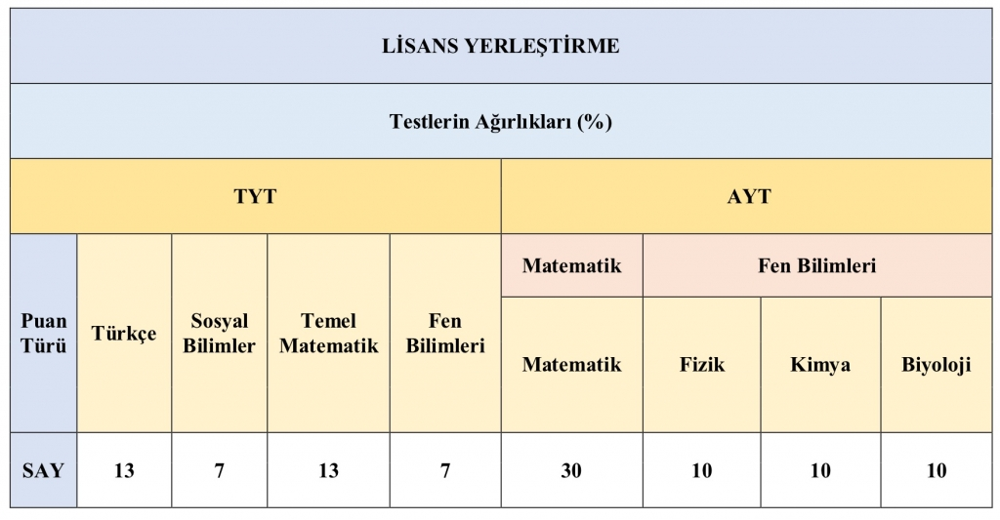 LİSANS YERLEŞTİRME
Testlerin Ağırlıkları (%)
TYT
AYT
Puan
Türü
Türkçe
Sosyal
Bilimler
Temel
Matematik
Fen
Bilimleri
Matematik
Fen Bilimleri
Matematik
Fizik
Kimya
Biyoloji
SAY
13
7
13
7
30
10
10
10